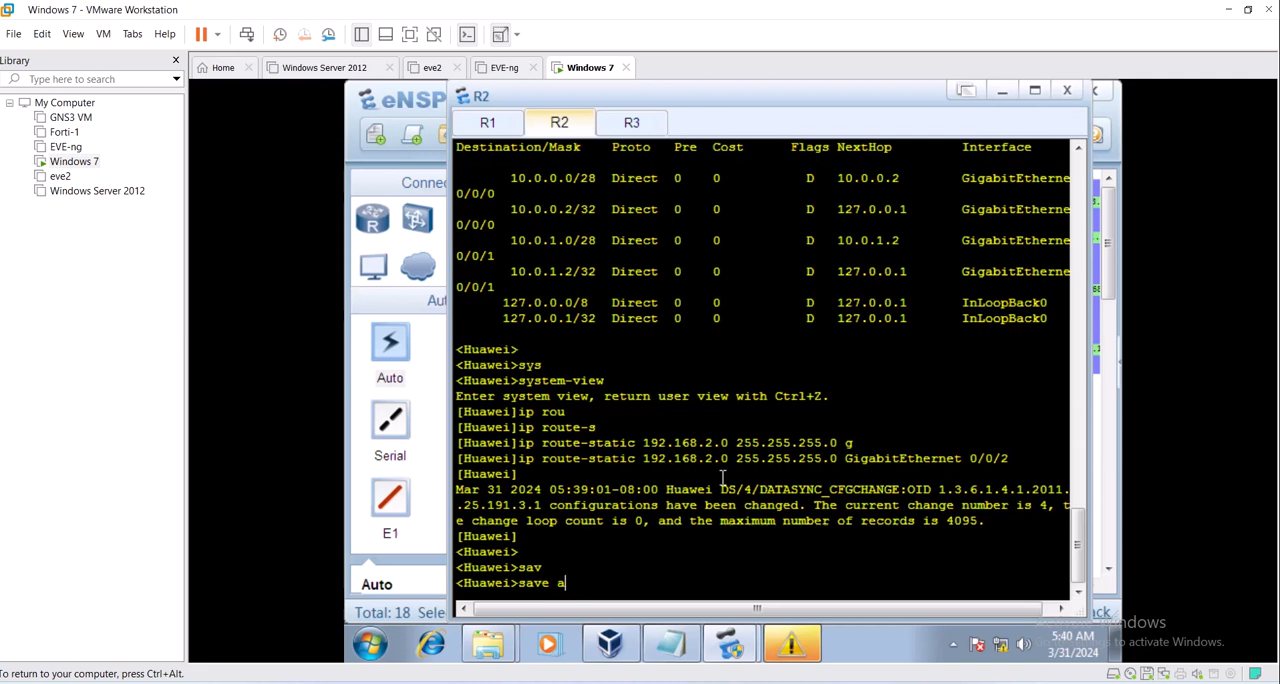 Windows 7 - VMware Workstation
File Edit View VM Tabs Help
Library
Type here to search
My Computer
GNS3 VM
Forti-1
EVE-ng
Windows 7
eve2
Windows Server 2012
Home
Windows Server 2012
eve2
EVE-ng
Windows 7
eNSP
R2
R1 R2 R3
Connec
Auto
Serial
E1
Auto
Total: 18 Sele
Destination/Mask Proto Pre Cost Flags NextHop Interface
10.0.0.0/28 Direct 0 0 D 10.0.0.2 GigabitEtherne
0/0/0
10.0.0.2/32 Direct 0 0 D 127.0.0.1 GigabitEtherne
0/0/0
10.0.1.0/28 Direct 0 0 D 10.0.1.2 GigabitEtherne
0/0/1
10.0.1.2/32 Direct 0 0 D 127.0.0.1 GigabitEtherne
0/0/1
127.0.0.0/8 Direct 0 0 D 127.0.0.1 InLoopBack0
127.0.0.1/32 Direct 0 0 D 127.0.0.1 InLoopBack0
<Huawei>
<Huawei>sys
<Huawei>system-view
Enter system view, return user view with Ctrl+Z.
[Huawei]ip rou
[Huawei]ip route-s
[Huawei]ip route-static 192.168.2.0 255.255.255.0 g
[Huawei]ip route-static 192.168.2.0 255.255.255.0 GigabitEthernet 0/0/2
[Huawei]
Mar 31 2024 05:39:01-08:00 Huawei DS/4/DATASYNC_CFGCHANGE:OID 1.3.6.1.4.1.2011.
.25.191.3.1 configurations have been changed. The current change number is 4, t
e change loop count is 0, and the maximum number of records is 4095.
[Huawei]
<Huawei>
<Huawei>sav
<Huawei>save a
5:40 AM
3/31/2024
To return to your computer, press Ctrl+Alt.